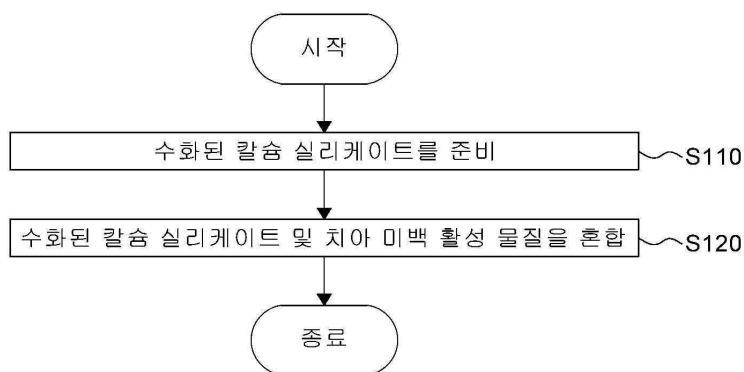 시작
수화된 칼슘 실리케이트를 준비
S110
수화된 칼슘 실리케이트 및 치아 미백 활성 물질을 혼합
S120
종료